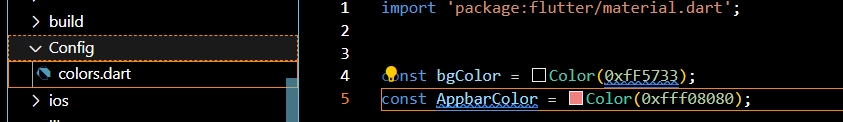 build
Config
colors.dart
ios
1 import 'package:flutter/material.dart';
2
3
4 const bgColor = Color(0xfF5733);
5 const AppbarColor = Color(0xfff08080);